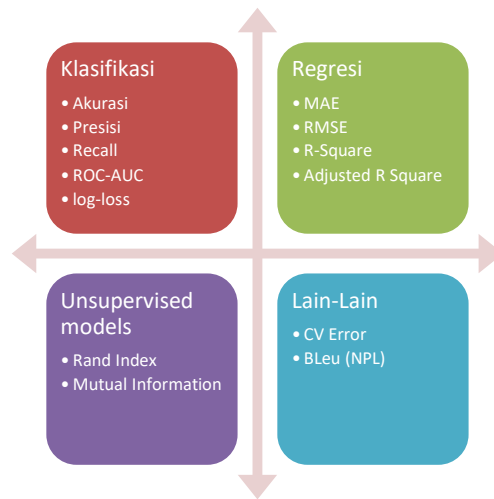 Klasifikasi
• Akurasi
• Presisi
• Recall
• ROC-AUC
• log-loss
Regresi
• MAE
• RMSE
• R-Square
• Adjusted R Square
Unsupervised
models
• Rand Index
• Mutual Information
Lain-Lain
• CV Error
• BLeu (NPL)